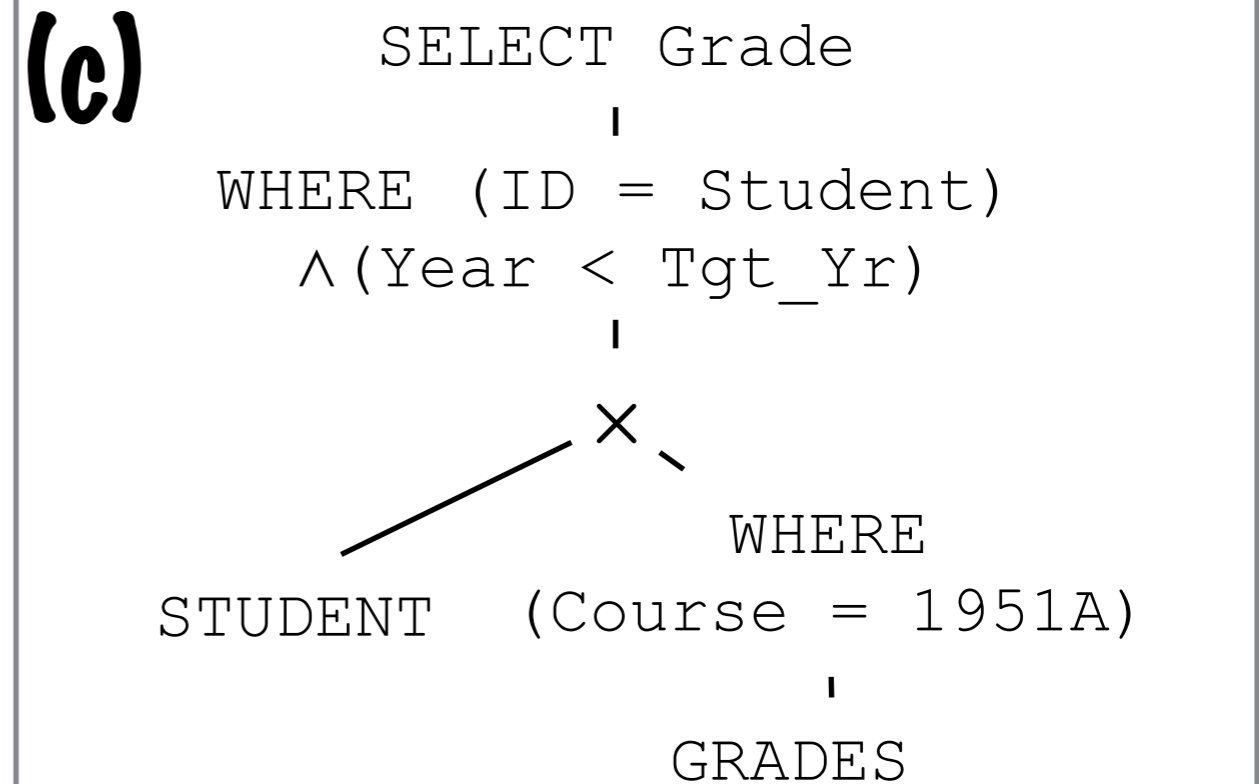 (c)
SELECT Grade
WHERE (ID = Student)
∧(Year < Tgt_Yr)
×
WHERE
STUDENT (Course = 1951A)
GRADES